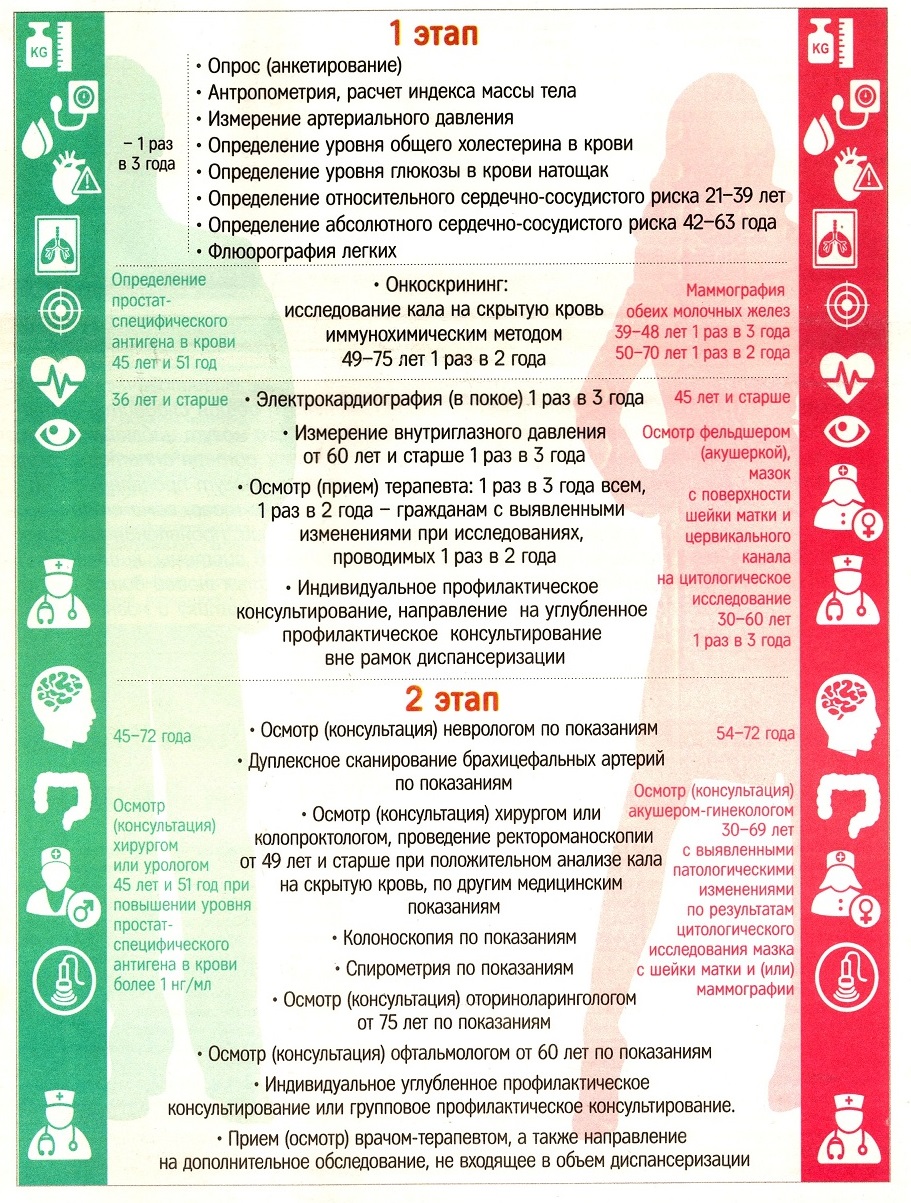 1 этап
• Опрос (анкетирование)
• Антропометрия, расчет индекса массы тела
• Измерение артериального давления
• Определение уровня общего холестерина в крови
• Определение уровня глюкозы в крови натощак
• Определение относительного сердечно-сосудистого риска 21–39 лет
• Определение абсолютного сердечно-сосудистого риска 42–63 года
• Флюорография легких
– 1 раз
в 3 года
KG
KG
Определение
простат-
специфического
антигена в крови
45 лет и 51 год
• Онкоскрининг:
исследование кала на скрытую кровь
иммунохимическим методом
49–75 лет 1 раз в 2 года
Маммография
обеих молочных желез
39–48 лет 1 раз в 3 года
50–70 лет 1 раз в 2 года
36 лет и старше
• Электрокардиография (в покое) 1 раз в 3 года
45 лет и старше
• Измерение внутриглазного давления
от 60 лет и старше 1 раз в 3 года
• Осмотр (прием) терапевта: 1 раз в 3 года всем,
1 раз в 2 года – гражданам с выявленными
изменениями при исследованиях,
проводимых 1 раз в 2 года
• Индивидуальное профилактическое
консультирование, направление на углубленное
профилактическое консультирование
вне рамок диспансеризации
Осмотр фельдшером
(акушеркой),
мазок
с поверхности
шейки матки и
цервикального
канала
на цитологическое
исследование
30–60 лет
1 раз в 3 года
2 этап
45–72 года
• Осмотр (консультация) неврологом по показаниям
54–72 года
• Дуплексное сканирование брахицефальных артерий
по показаниям
• Осмотр (консультация) хирургом или
колопроктологом, проведение ректороманоскопии
от 49 лет и старше при положительном анализе кала
на скрытую кровь, по другим медицинским
показаниям
• Колоноскопия по показаниям
• Спирометрия по показаниям
• Осмотр (консультация) оториноларингологом
от 75 лет по показаниям
Осмотр
(консультация)
хирургом
или урологом
45 лет и 51 год при
повышении уровня
простат-
специфического
антигена в крови
более 1 нг/мл
Осмотр (консультация)
акушером-гинекологом
30–69 лет
с выявленными
патологическими
изменениями
по результатам
цитологического
исследования мазка
с шейки матки и (или)
маммографии
• Осмотр (консультация) офтальмологом от 60 лет по показаниям
• Индивидуальное углубленное профилактическое
консультирование или групповое профилактическое консультирование.
• Прием (осмотр) врачом-терапевтом, а также направление
на дополнительное обследование, не входящее в объем диспансеризации